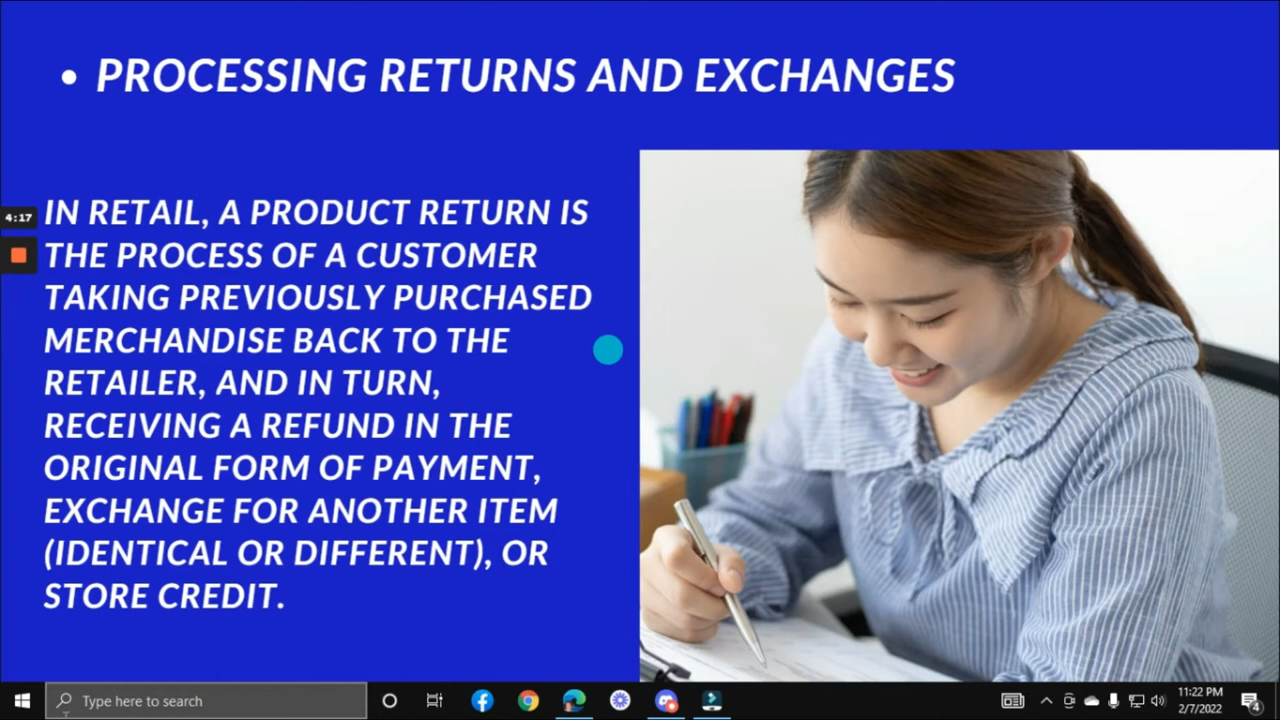 • PROCESSING RETURNS AND EXCHANGES
4:17
IN RETAIL, A PRODUCT RETURN IS
THE PROCESS OF A CUSTOMER
TAKING PREVIOUSLY PURCHASED
MERCHANDISE BACK TO THE
RETAILER, AND IN TURN,
RECEIVING A REFUND IN THE
ORIGINAL FORM OF PAYMENT,
EXCHANGE FOR ANOTHER ITEM
(IDENTICAL OR DIFFERENT), OR
STORE CREDIT.
Type here to search
11:22 PM
2/7/2022
4